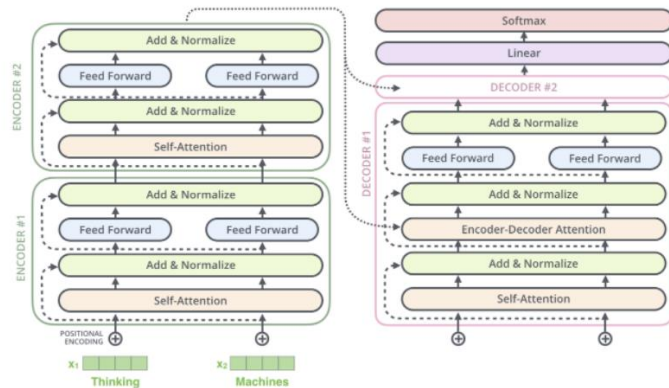 ENCODER #2
Add & Normalize
Feed Forward Feed Forward
Add & Normalize
Self-Attention
ENCODER #1
Add & Normalize
Feed Forward Feed Forward
Add & Normalize
Self-Attention
POSITIONAL
ENCODING
x₁ x₂
Thinking Machines
Softmax
Linear
DECODER #2
DECODER #1
Add & Normalize
Feed Forward Feed Forward
Add & Normalize
Encoder-Decoder Attention
Add & Normalize
Self-Attention